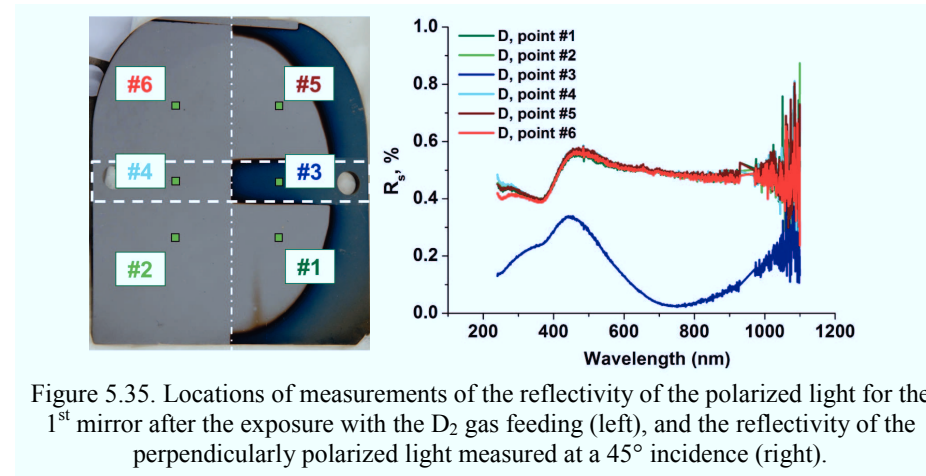 #6
#5
#4
#3
#2
#1
1.0
0.8
0.6
0.4
0.2
0.0
R_s, %
D, point #1
D, point #2
D, point #3
D, point #4
D, point #5
D, point #6
200 400 600 800 1000 1200
Wavelength (nm)
Figure 5.35. Locations of measurements of the reflectivity of the polarized light for the
1st mirror after the exposure with the D₂ gas feeding (left), and the reflectivity of the
perpendicularly polarized light measured at a 45° incidence (right).